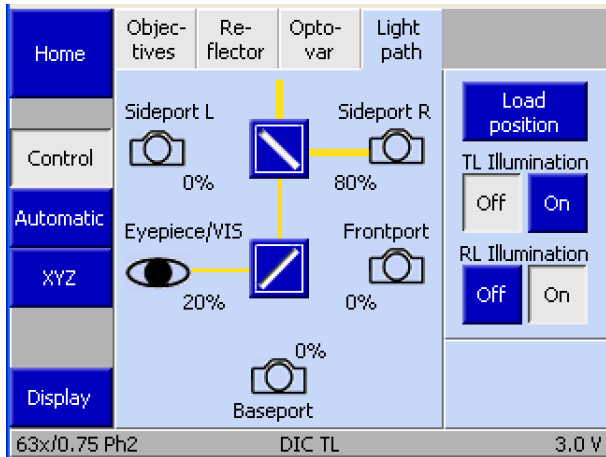 Home
Objec-
tives
Re-
flector
Opto-
var
Light
path
Control
Automatic
XYZ
Display
Sideport L
0%
Sideport R
80%
Eyepiece/VIS
20%
Frontport
0%
0%
Baseport
Load
position
TL Illumination
Off On
RL Illumination
Off On
63x/0.75 Ph2 DIC TL 3.0 V